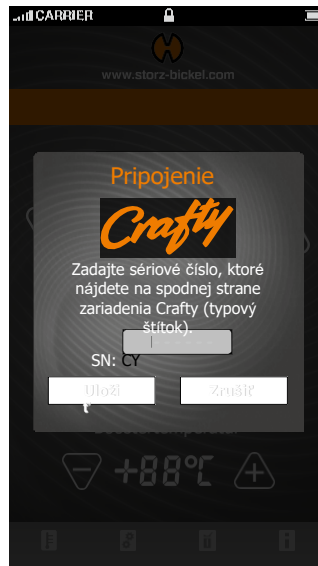 CARRIER
www.storz-bickel.com
Pripojenie
Crafty
Zadajte sériové číslo, ktoré
nájdete na spodnej strane
zariadenia Crafty (typový
štítok).
SN: CY
Uložiť
Zrušiť
+88°C